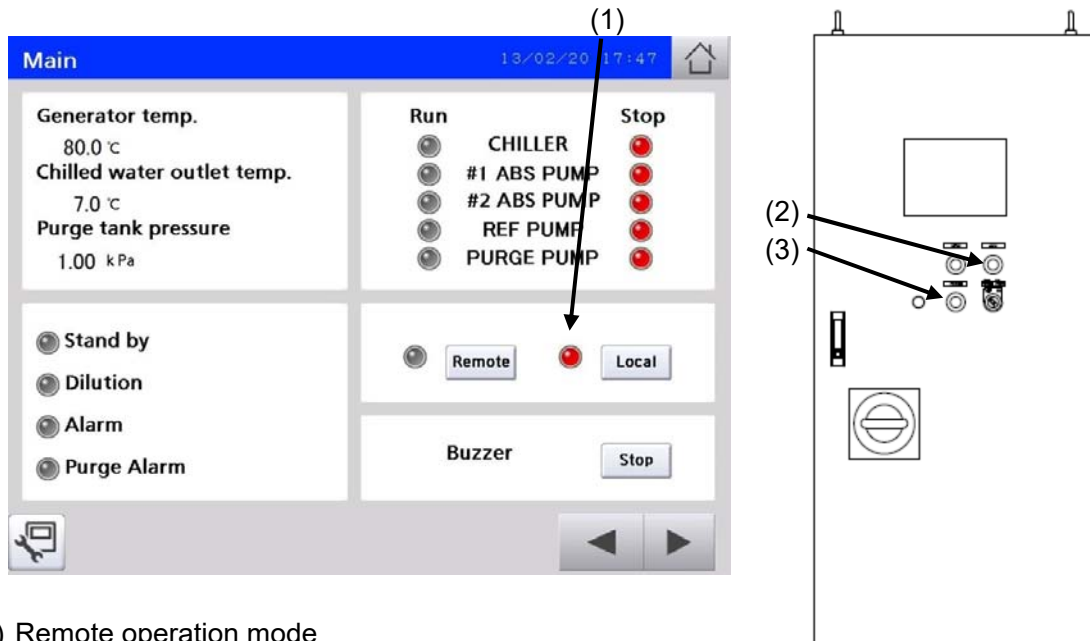 (1)
Main 13/02/20 17:47
Generator temp.
80.0 ℃
Chilled water outlet temp.
7.0 ℃
Purge tank pressure
1.00 kPa
Run Stop
CHILLER
#1 ABS PUMP
#2 ABS PUMP
REF PUMP
PURGE PUMP
(2)
(3)
Stand by
Dilution
Alarm
Purge Alarm
Remote Local
Buzzer Stop
) Remote operation mode